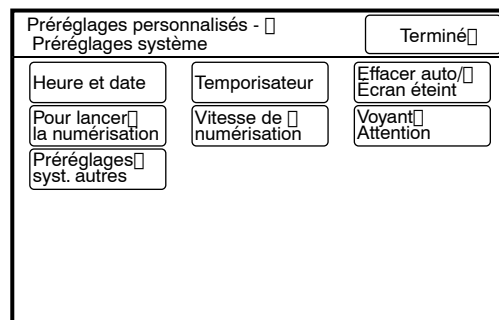 Préréglages personnalisés -
Préréglages système
Terminé
Heure et date
Temporisateur
Effacer auto/
Écran éteint
Pour lancer
la numérisation
Vitesse de
numérisation
Voyant
Attention
Préréglages
syst. autres